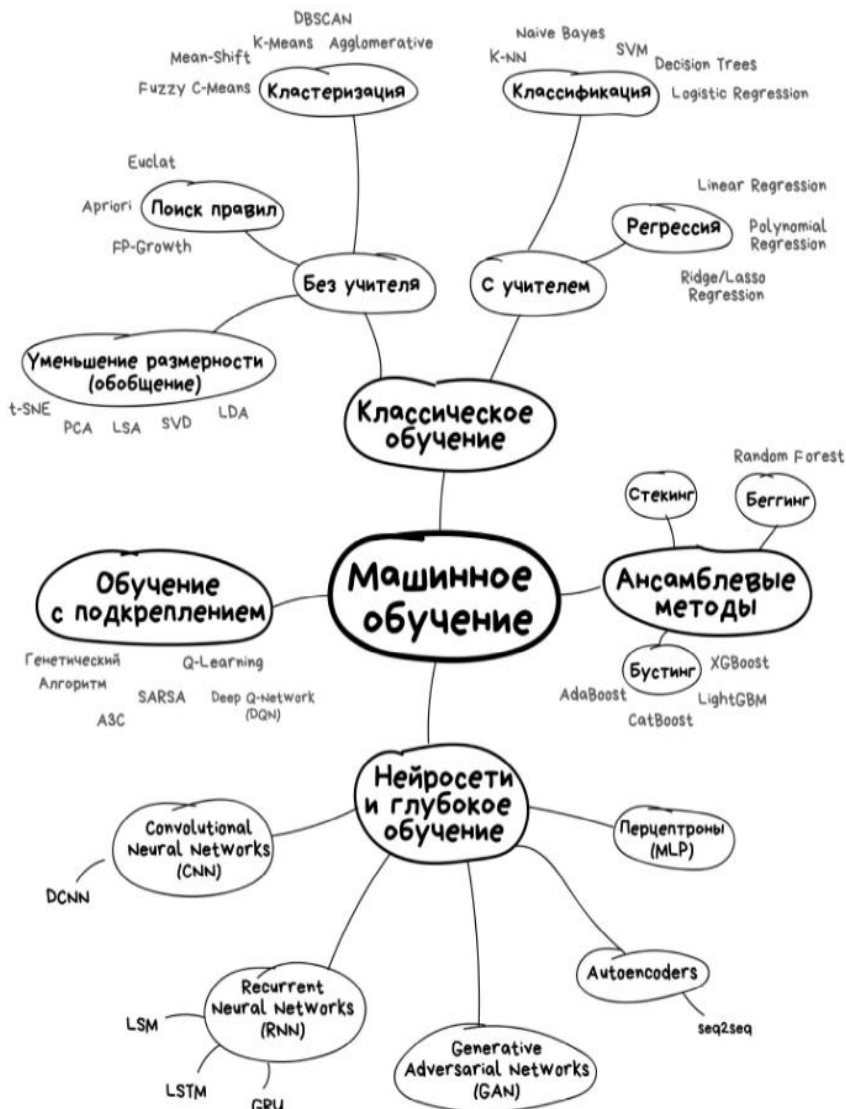 DBSCAN
K-Means
Agglomerative
Mean-Shift
Fuzzy C-Means
Кластеризация
Naive Bayes
SVM
K-NN
Decision Trees
Классификация
Logistic Regression
Euclat
Apriori
Поиск правил
FP-Growth
Linear Regression
Регрессия
Polynomial
Regression
Ridge/Lasso
Regression
Без учителя
С учителем
Уменьшение размерности
(обобщение)
t-SNE
PCA
LSA
SVD
LDA
Классическое
обучение
Random Forest
Стекинг
Беггинг
Обучение
с подкреплением
Машинное
обучение
Ансамблевые
методы
Генетический
Алгоритм
Q-Learning
SARSA
Deep Q-Network
(DQN)
A3C
Бустинг
XGBoost
AdaBoost
LightGBM
CatBoost
Нейросети
и глубокое
обучение
Convolutional
Neural Networks
(CNN)
DCNN
Перцептроны
(MLP)
Autoencoders
seq2seq
Recurrent
Neural Networks
(RNN)
LSM
LSTM
GRU
Generative
Adversarial Networks
(GAN)